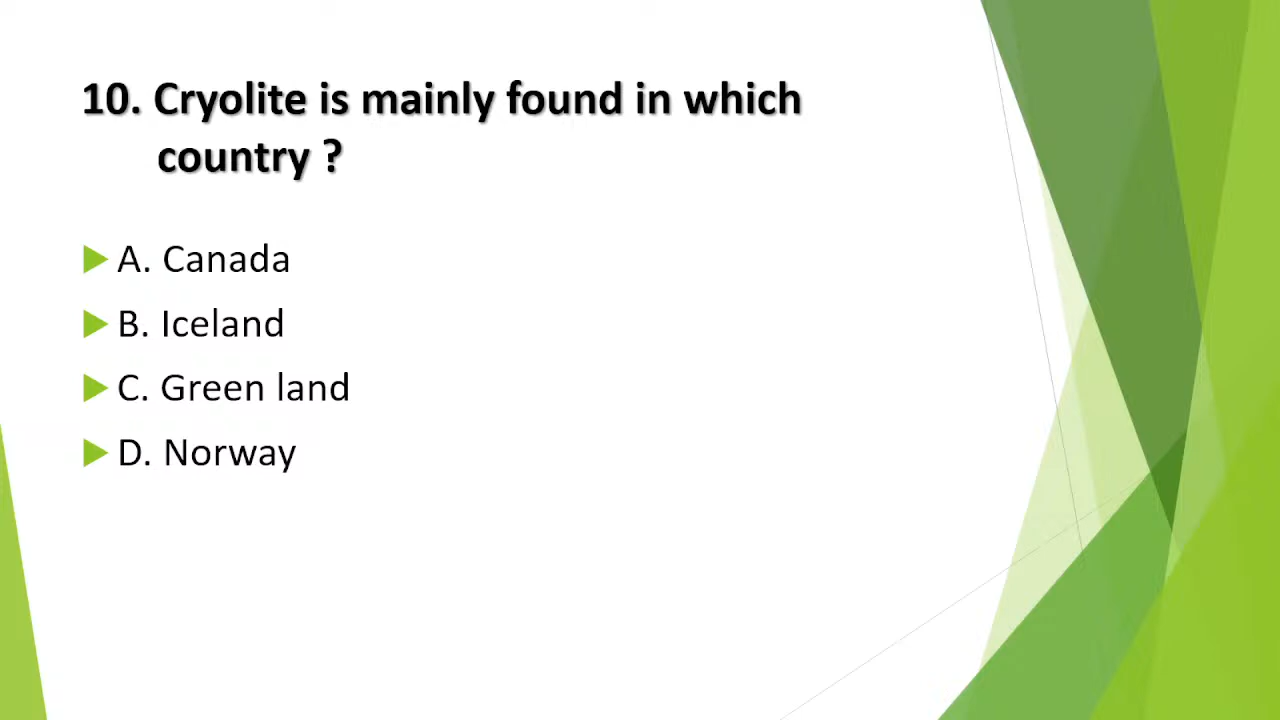 10. Cryolite is mainly found in which
country ?
A. Canada
B. Iceland
C. Green land
D. Norway